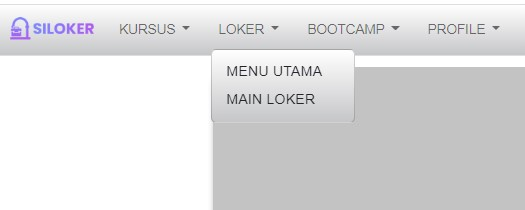 SILOKER KURSUS LOKER BOOTCAMP PROFILE
MENU UTAMA
MAIN LOKER